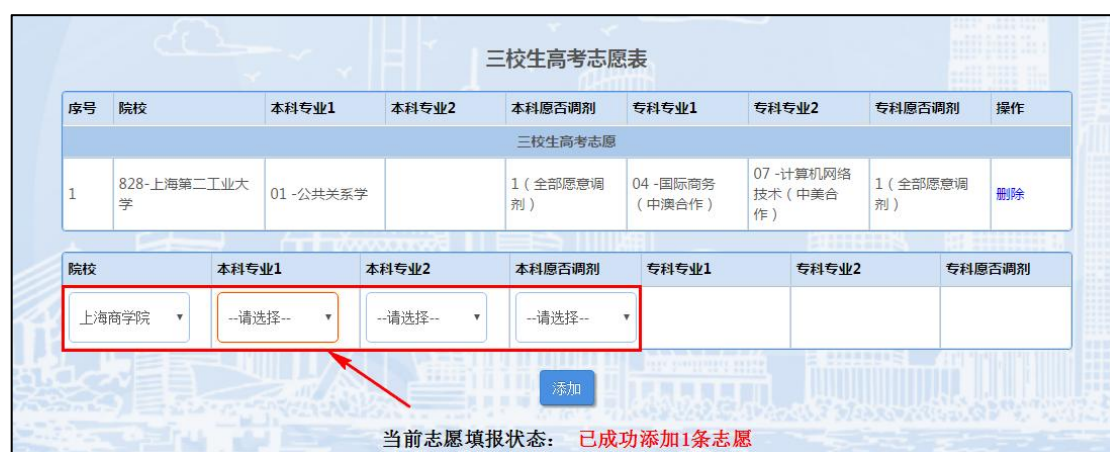 三校生高考志愿表
序号 院校 本科专业1 本科专业2 本科原否调剂 专科专业1 专科专业2 专科原否调剂 操作
三校生高考志愿
1 828-上海第二工业大学 01 -公共关系学 1（全部愿意调剂） 04 -国际商务（中澳合作） 07 -计算机网络技术（中美合作） 1（全部愿意调剂） 删除
院校 本科专业1 本科专业2 本科原否调剂 专科专业1 专科专业2 专科原否调剂
上海商学院 --请选择-- --请选择-- --请选择--
添加
当前志愿填报状态： 已成功添加1条志愿